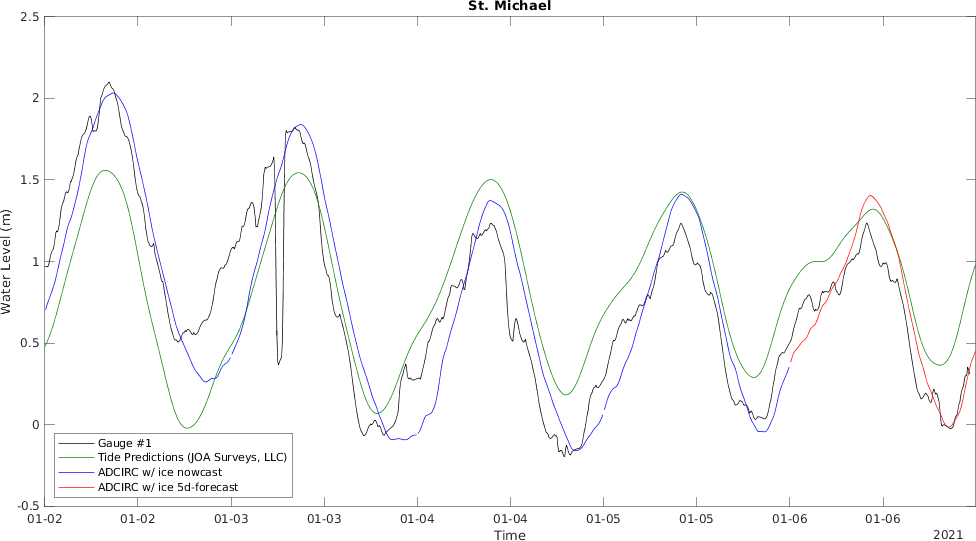 St. Michael
2.5
2
1.5
1
0.5
0
-0.5
Water Level (m)
Gauge #1
Tide Predictions (JOA Surveys, LLC)
ADCIRC w/ ice nowcast
ADCIRC w/ ice 5d-forecast
01-02 01-02 01-03 01-03 01-04 01-04 01-05 01-05 01-06 01-06
Time
2021